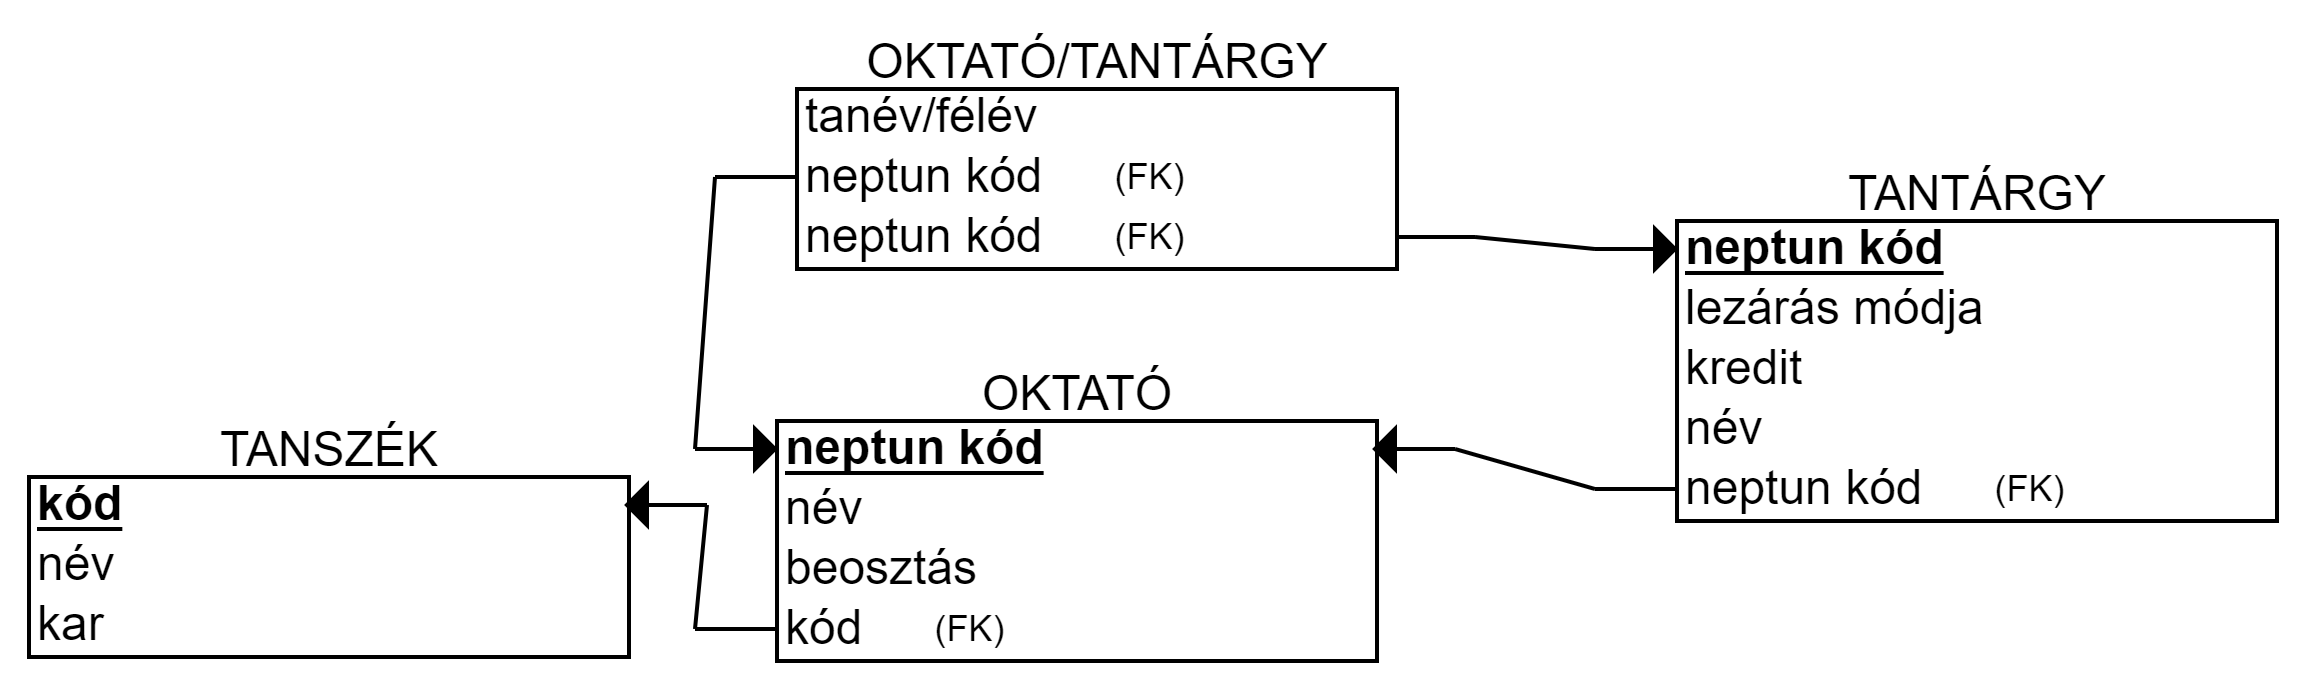 OKTATÓ/TANTÁRGY
tanév/félév
neptun kód (FK)
neptun kód (FK)
TANTÁRGY
neptun kód
lezárás módja
kredit
név
neptun kód (FK)
OKTATÓ
neptun kód
név
beosztás
kód (FK)
TANSZÉK
kód
név
kar